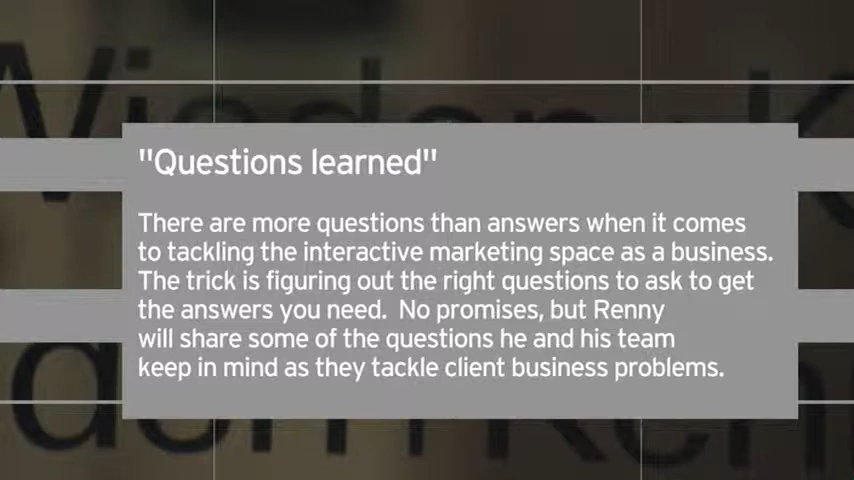 "Questions learned"
There are more questions than answers when it comes
to tackling the interactive marketing space as a business.
The trick is figuring out the right questions to ask to get
the answers you need.  No promises, but Renny
will share some of the questions he and his team
keep in mind as they tackle client business problems.